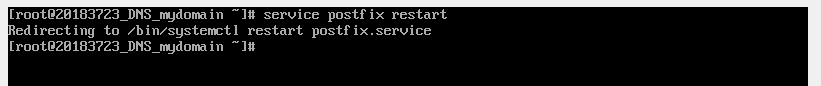 [root@20183723_DNS_mydomain ~]# service postfix restart
Redirecting to /bin/systemctl restart postfix.service
[root@20183723_DNS_mydomain ~]#